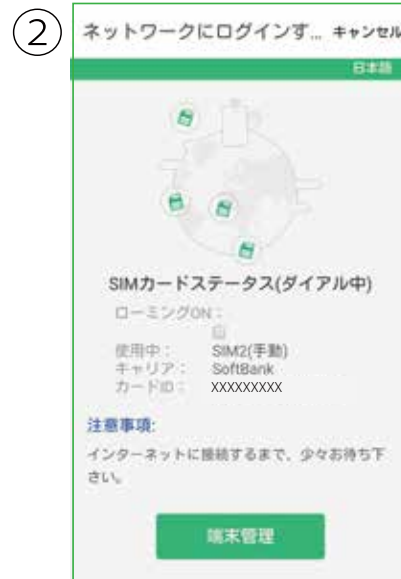 ②
ネットワークにログインす... キャンセル
日本語
SIMカードステータス(ダイアル中)
ローミングON:
使用中: SIM2(手動)
キャリア: SoftBank
カードID: XXXXXXXXX
注意事項:
インターネットに接続するまで、少々お待ち下
さい。
端末管理